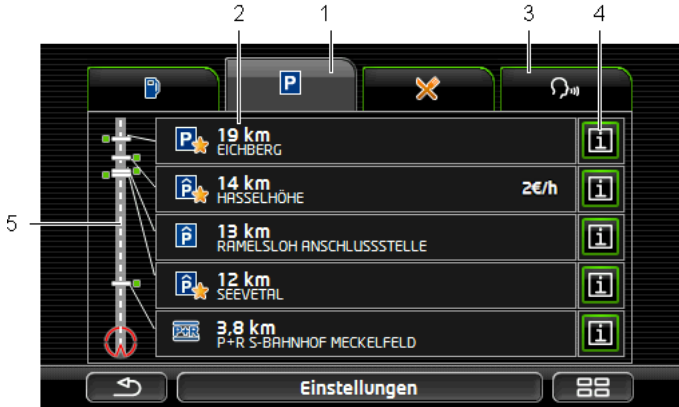 2 1 3 4
P
P 19 km
EICHBERG
i
P 14 km
HASSELHÖHE
2€/h
i
P 13 km
RAMELSLOH ANSCHLUSSSTELLE
i
5
P 12 km
SEEVETAL
i
P+R 3,8 km
P+R S-BAHNHOF MECKELFELD
i
Einstellungen